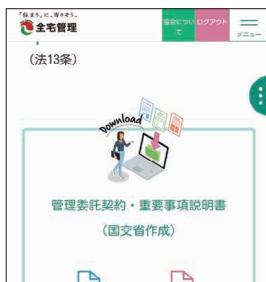 「住まう」に、寄りそう。
全宅管理
協会につい
て
ログアウト
メニュー
(法13条)
Download
管理委託契約・重要事項説明書
(国交省作成)